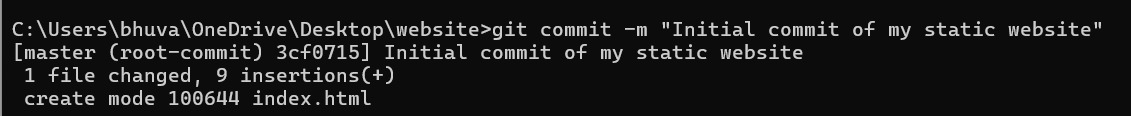 C:\Users\bhuva\OneDrive\Desktop\website>git commit -m "Initial commit of my static website"
[master (root-commit) 3cf0715] Initial commit of my static website
 1 file changed, 9 insertions(+)
 create mode 100644 index.html